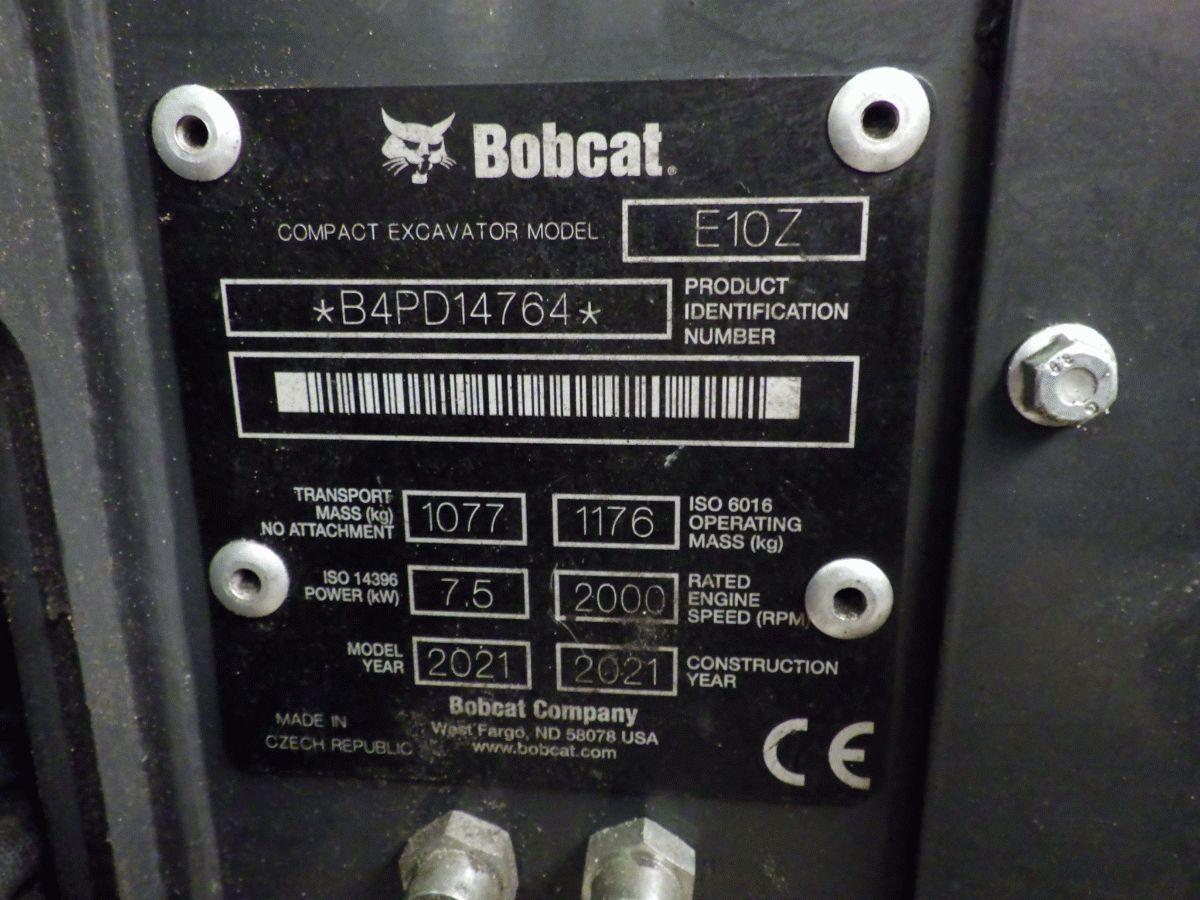 Bobcat®
COMPACT EXCAVATOR MODEL E10Z
*B4PD14764*
PRODUCT
IDENTIFICATION
NUMBER
TRANSPORT
MASS (kg)
NO ATTACHMENT
1077
1176
ISO 6016
OPERATING
MASS (kg)
ISO 14396
POWER (kW)
7.5
2000
RATED
ENGINE
SPEED (RPM)
MODEL
YEAR
2021
2021
CONSTRUCTION
YEAR
Bobcat Company
West Fargo, ND 58078 USA
www.bobcat.com
MADE IN
CZECH REPUBLIC
CE